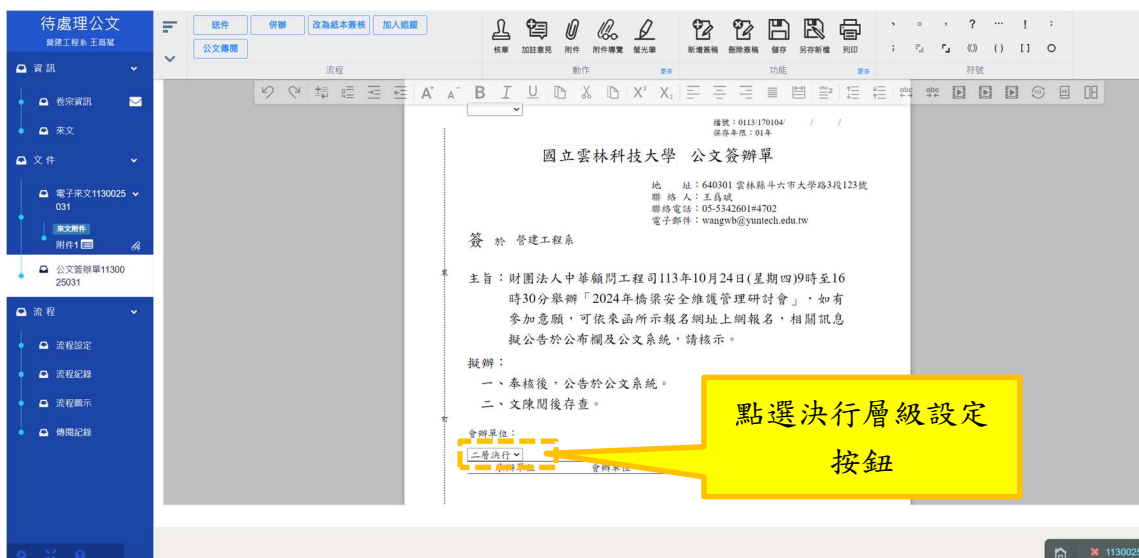 待處理公文
營建工程系 王爲斌
資訊
卷宗資訊
來文
文件
電子來文1130025
031
來文附件
附件1
公文簽辦單11300
25031
流程
流程設定
流程紀錄
流程圖示
傳閱紀錄
送件
併辦
改為紙本簽核
加入追蹤
公文傳閱
流程
核章
加註意見
附件
附件導覽
螢光筆
動作
更多
新增簽稿
刪除簽稿
儲存
另存新檔
列印
功能
更多
、 。 , ? … ! :
; 『』 「」 《》 () [] ○
符號
檔號:0113/170104/ / /
保存年限:01年
國立雲林科技大學 公文簽辦單
地 址:640301 雲林縣斗六市大學路3段123號
聯 絡 人:王爲斌
聯絡電話:05-5342601#4702
電子郵件:wangwb@yuntech.edu.tw
簽 於 營建工程系
主旨:財團法人中華顧問工程司113年10月24日(星期四)9時至16
時30分舉辦「2024年橋梁安全維護管理研討會」,如有
參加意願,可依來函所示報名網址上網報名,相關訊息
擬公告於公布欄及公文系統,請核示。
擬辦:
一、奉核後,公告於公文系統。
二、文陳閱後存查。
會辦單位:
二層決行
承辦單位 會辦單位
點選決行層級設定
按鈕
113002